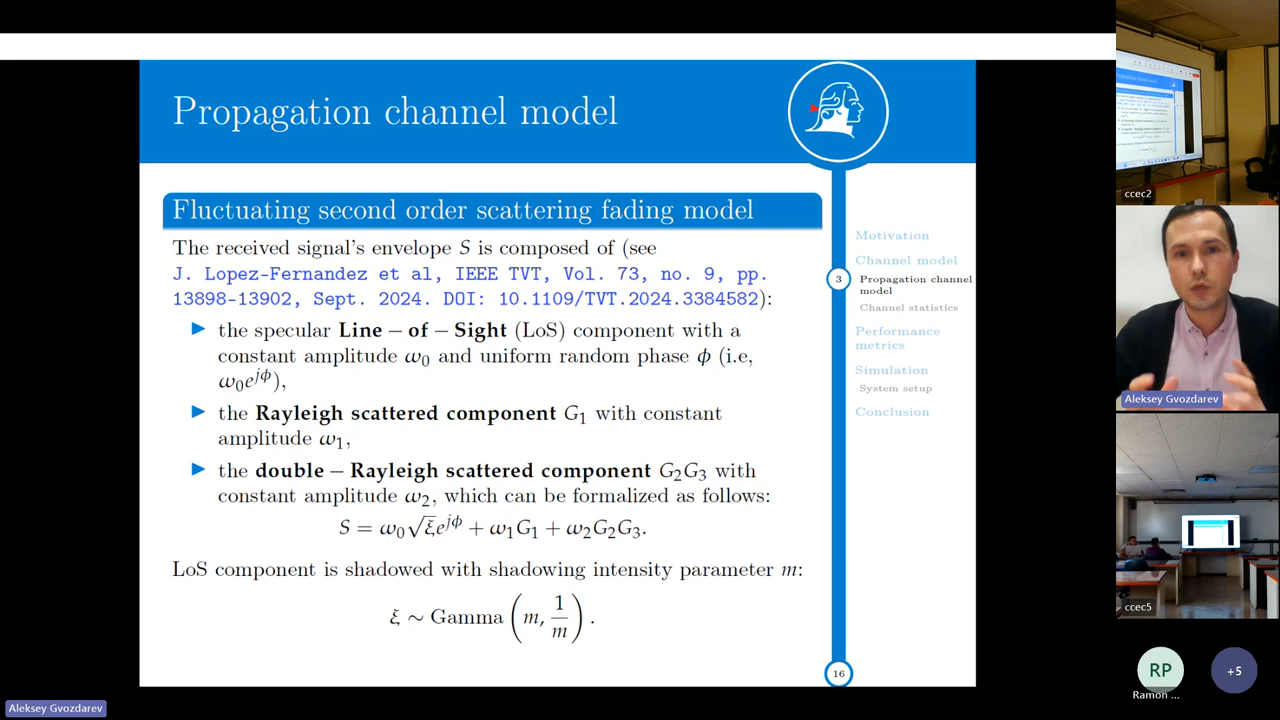 Propagation channel model
Fluctuating second order scattering fading model
The received signal's envelope S is composed of (see
J. Lopez-Fernandez et al, IEEE TVT, Vol. 73, no. 9, pp.
13898-13902, Sept. 2024. DOI: 10.1109/TVT.2024.3384582):
▶ the specular Line − of − Sight (LoS) component with a
constant amplitude ω₀ and uniform random phase ϕ (i.e,
ω₀e^{jϕ}),
▶ the Rayleigh scattered component G₁ with constant
amplitude ω₁,
▶ the double − Rayleigh scattered component G₂G₃ with
constant amplitude ω₂, which can be formalized as follows:
S = ω₀√ξe^{jϕ} + ω₁G₁ + ω₂G₂G₃.
LoS component is shadowed with shadowing intensity parameter m:
ξ ∼ Gamma (m, 1/m).
Motivation
Channel model
3
Propagation channel
model
Channel statistics
Performance
metrics
Simulation
System setup
Conclusion
16
ccec2
Aleksey Gvozdarev
ccec5
RP
Ramon ...
+5
Aleksey Gvozdarev